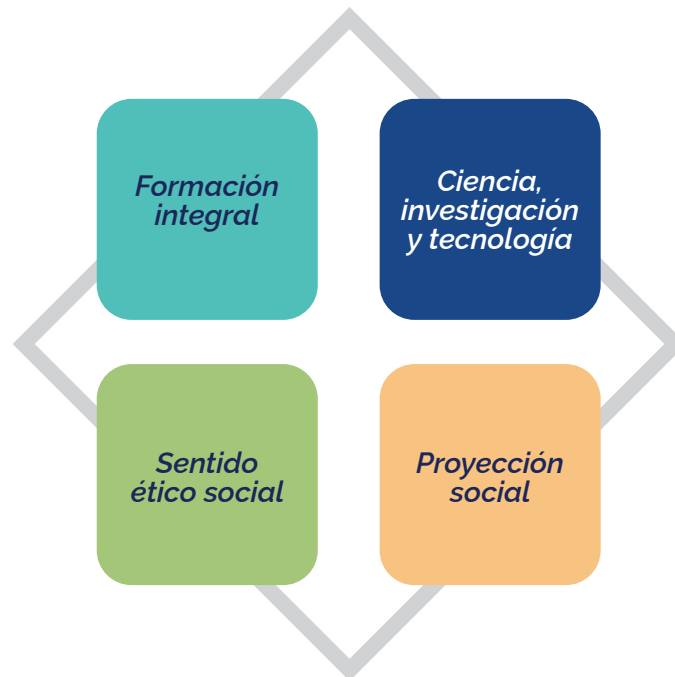 Formación
integral
Ciencia,
investigación
y tecnología
Sentido
ético social
Proyección
social